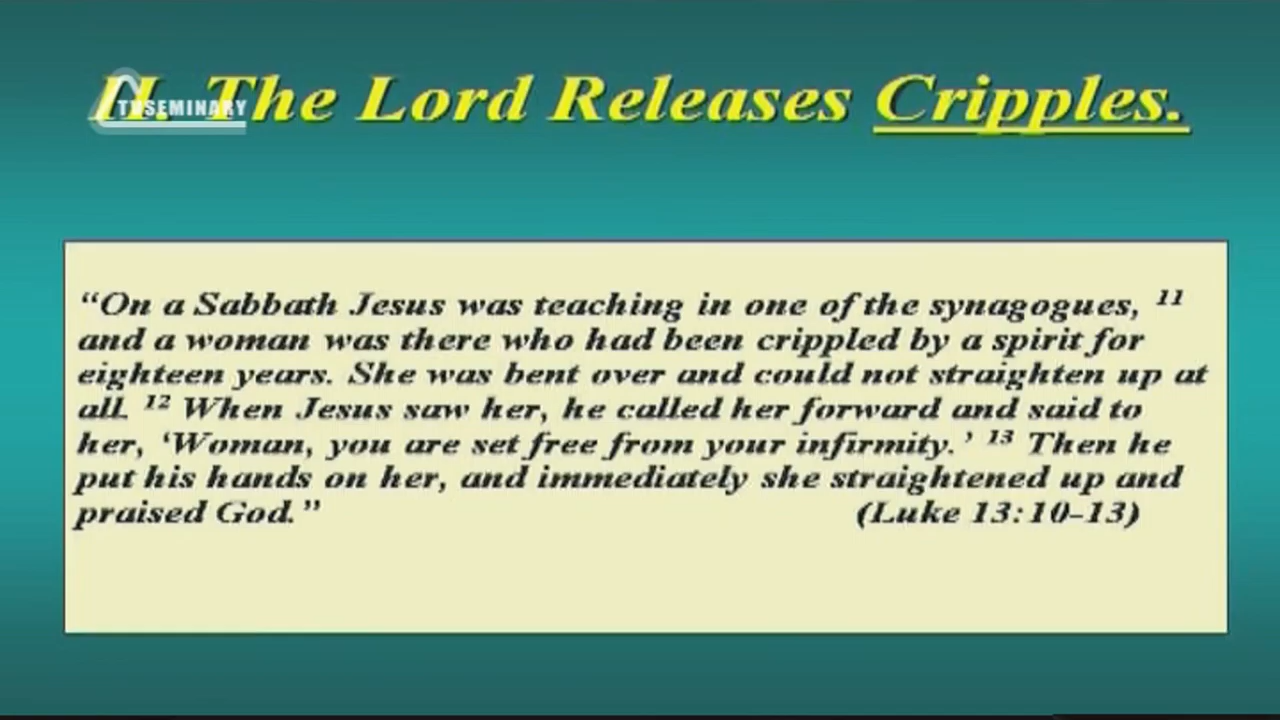 II. The Lord Releases Cripples.
TVSEMINARY
“On a Sabbath Jesus was teaching in one of the synagogues, ¹¹
and a woman was there who had been crippled by a spirit for
eighteen years. She was bent over and could not straighten up at
all. ¹² When Jesus saw her, he called her forward and said to
her, ‘Woman, you are set free from your infirmity.’ ¹³ Then he
put his hands on her, and immediately she straightened up and
praised God.” (Luke 13:10-13)